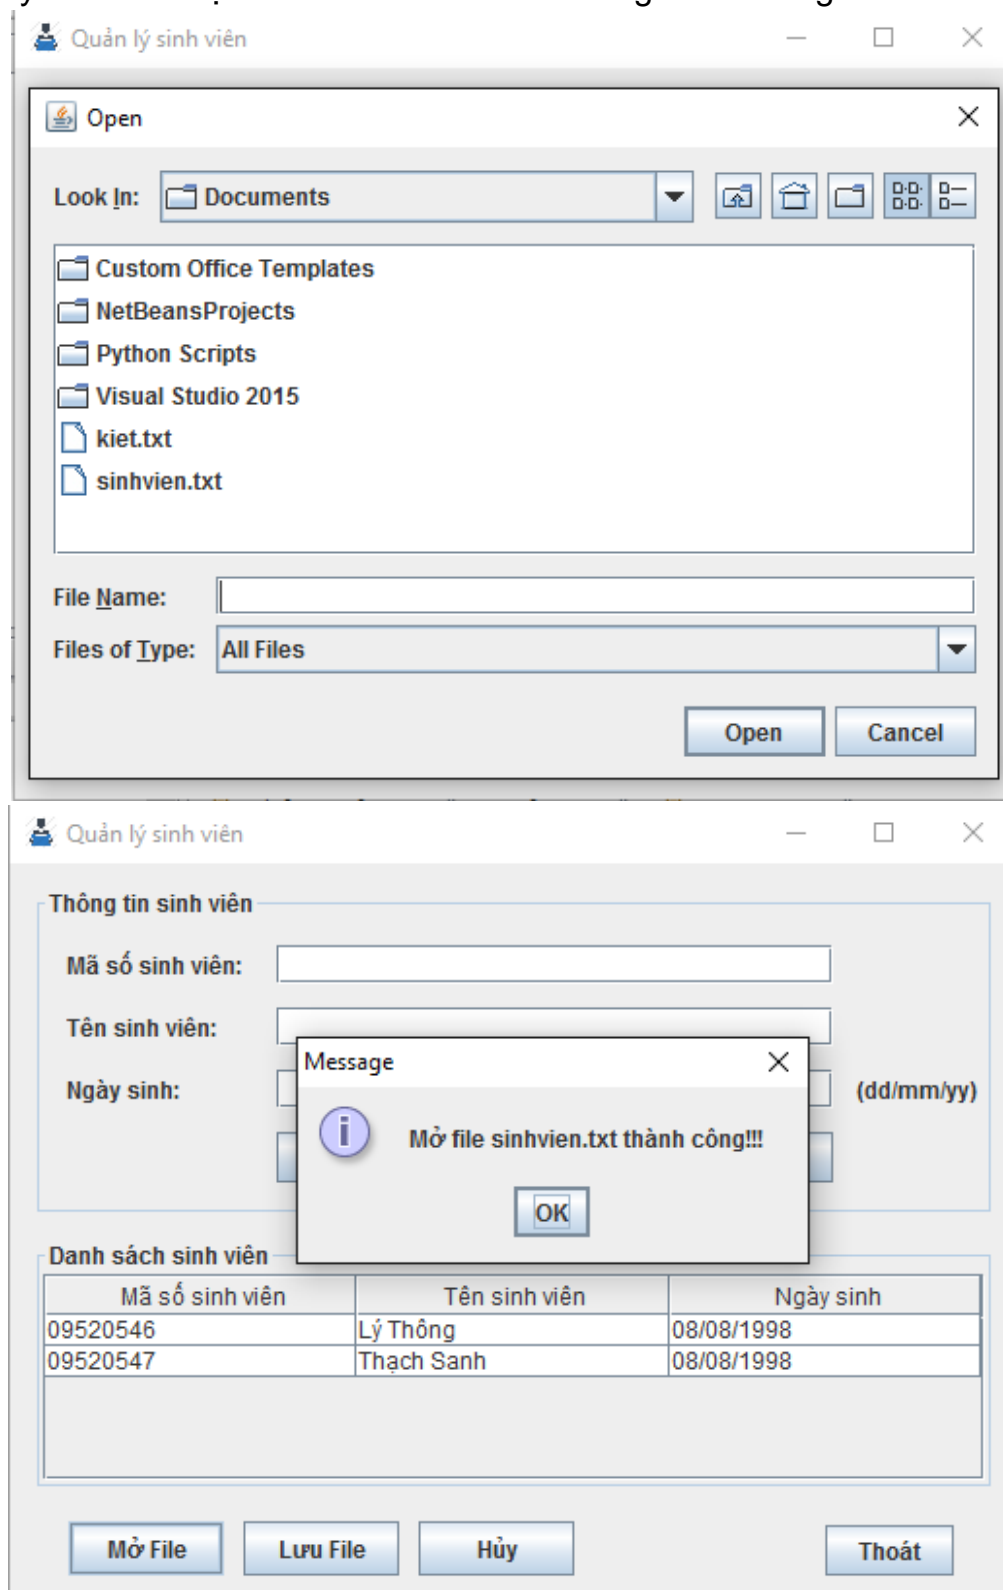 Quản lý sinh viên
Open
Look In: Documents
Custom Office Templates
NetBeansProjects
Python Scripts
Visual Studio 2015
kiet.txt
sinhvien.txt
File Name:
Files of Type: All Files
Open Cancel
Quản lý sinh viên
Thông tin sinh viên
Mã số sinh viên:
Tên sinh viên:
Message
Ngày sinh: (dd/mm/yy)
Mở file sinhvien.txt thành công!!!
OK
Danh sách sinh viên
Mã số sinh viên Tên sinh viên Ngày sinh
09520546 Lý Thông 08/08/1998
09520547 Thạch Sanh 08/08/1998
Mở File Lưu File Hủy Thoát